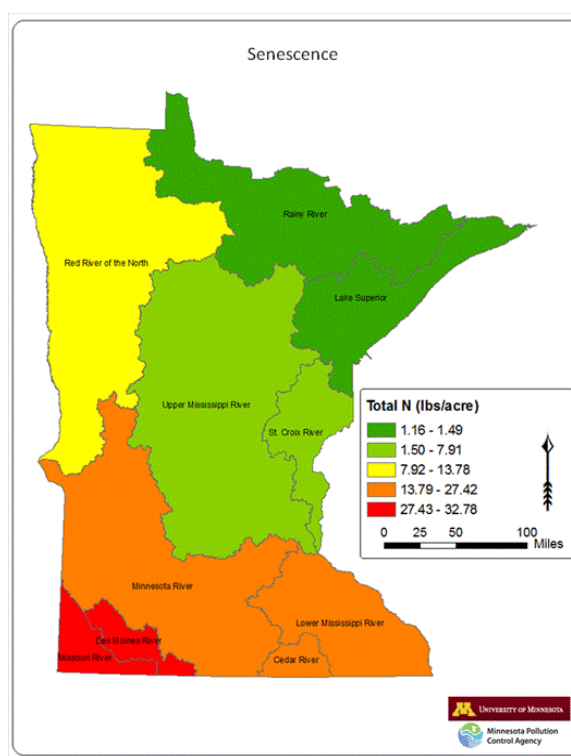 Senescence
Rainy River
Red River of the North
Lake Superior
Upper Mississippi River
St. Croix River
Total N (lbs/acre)
1.16 - 1.49
1.50 - 7.91
7.92 - 13.78
13.79 - 27.42
27.43 - 32.78
0 25 50 100
Miles
Minnesota River
Lower Mississippi River
Des Moines River
Missouri River
Cedar River
M UNIVERSITY OF MINNESOTA
Minnesota Pollution
Control Agency